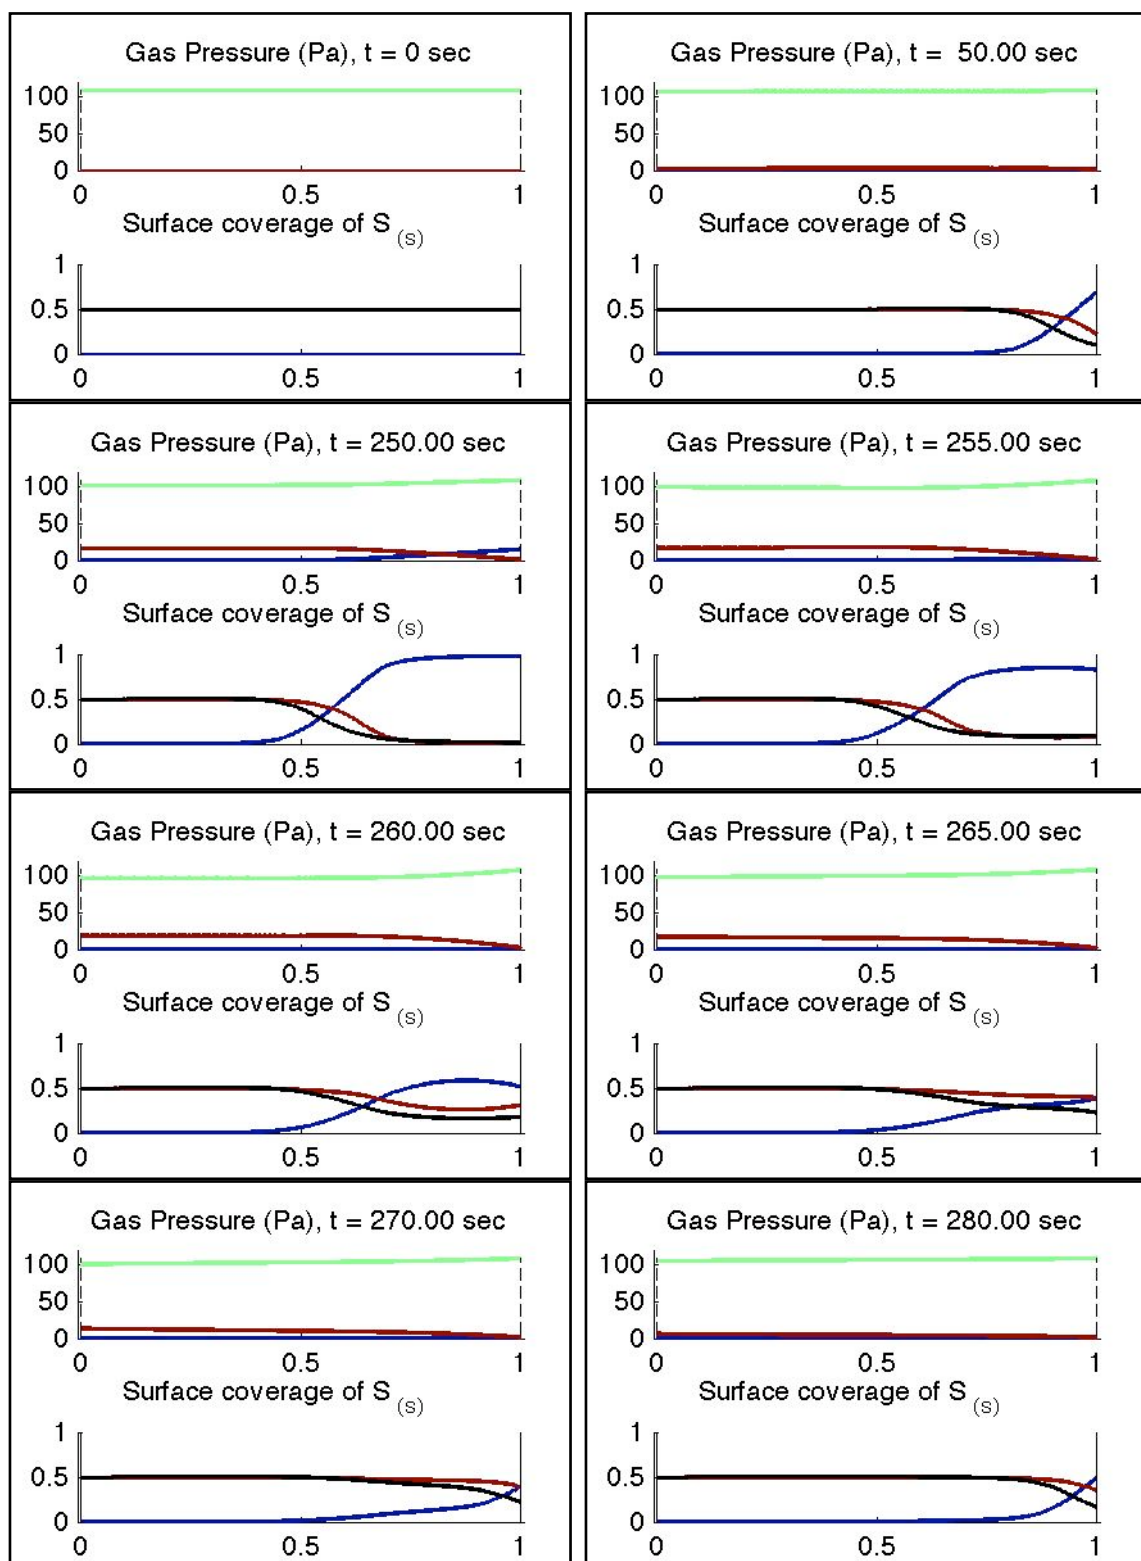 Gas Pressure (Pa), t = 0 sec
100
50
0
0 0.5 1
Surface coverage of S (s)
1
0.5
0
0 0.5 1
Gas Pressure (Pa), t = 50.00 sec
100
50
0
0 0.5 1
Surface coverage of S (s)
1
0.5
0
0 0.5 1
Gas Pressure (Pa), t = 250.00 sec
100
50
0
0 0.5 1
Surface coverage of S (s)
1
0.5
0
0 0.5 1
Gas Pressure (Pa), t = 255.00 sec
100
50
0
0 0.5 1
Surface coverage of S (s)
1
0.5
0
0 0.5 1
Gas Pressure (Pa), t = 260.00 sec
100
50
0
0 0.5 1
Surface coverage of S (s)
1
0.5
0
0 0.5 1
Gas Pressure (Pa), t = 265.00 sec
100
50
0
0 0.5 1
Surface coverage of S (s)
1
0.5
0
0 0.5 1
Gas Pressure (Pa), t = 270.00 sec
100
50
0
0 0.5 1
Surface coverage of S (s)
1
0.5
0
0 0.5 1
Gas Pressure (Pa), t = 280.00 sec
100
50
0
0 0.5 1
Surface coverage of S (s)
1
0.5
0
0 0.5 1